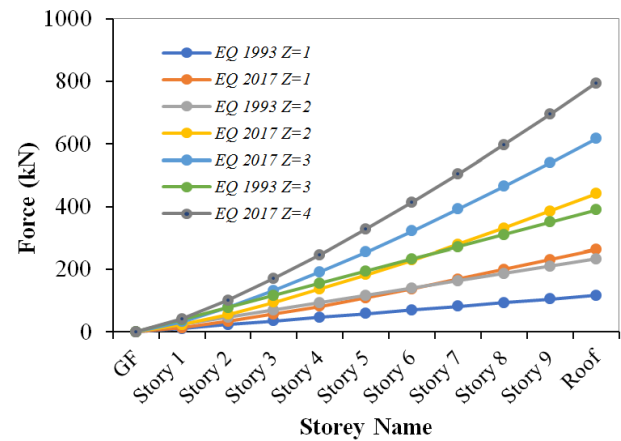 1000
800
600
400
200
0
Force (kN)
EQ 1993 Z=1
EQ 2017 Z=1
EQ 1993 Z=2
EQ 2017 Z=2
EQ 2017 Z=3
EQ 1993 Z=3
EQ 2017 Z=4
GF
Story 1
Story 2
Story 3
Story 4
Story 5
Story 6
Story 7
Story 8
Story 9
Roof
Storey Name